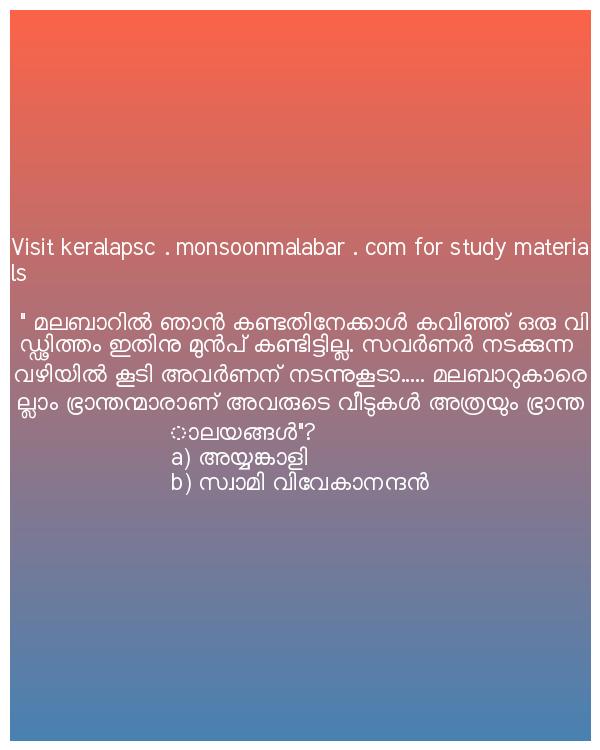 Visit keralapsc . monsoonmalabar . com for study materia
ls
" മലബാറിൽ ഞാൻ കണ്ടതിനേക്കാൾ കവിഞ്ഞ് ഒരു വി
ഡ്ഢിത്തം ഇതിനു മുൻപ് കണ്ടിട്ടില്ല. സവർണർ നടക്കുന്ന
വഴിയിൽ കൂടി അവർണന് നടന്നുകൂടാ..... മലബാറുകാരെ
ല്ലാം ഭ്രാന്തന്മാരാണ് അവരുടെ വീടുകൾ അത്രയും ഭ്രാന്ത
ാലയങ്ങൾ"?
a) അയ്യങ്കാളി
b) സ്വാമി വിവേകാനന്ദൻ